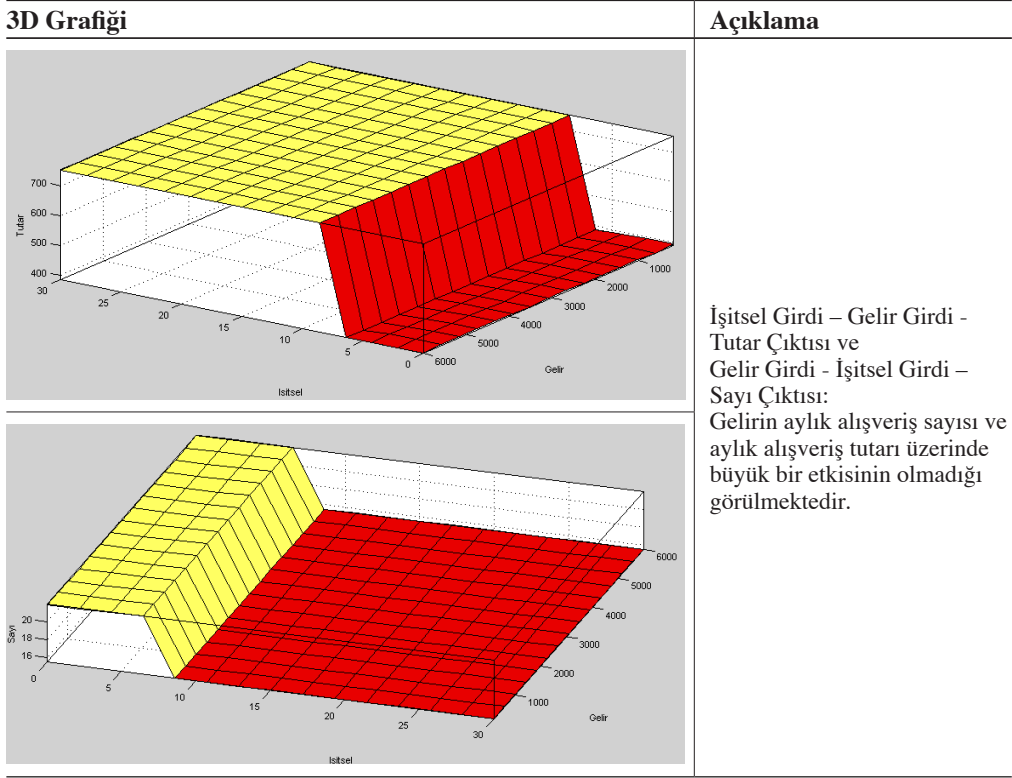 3D Grafiği
Açıklama
700
600
500
400
Tutar
30
25
20
15
10
5
0
Isitsel
6000
5000
4000
3000
2000
1000
Gelir
20
18
16
Sayı
0
5
10
15
20
25
30
Isitsel
1000
2000
3000
4000
5000
6000
Gelir
İşitsel Girdi – Gelir Girdi -
Tutar Çıktısı ve
Gelir Girdi - İşitsel Girdi –
Sayı Çıktısı:
Gelirin aylık alışveriş sayısı ve
aylık alışveriş tutarı üzerinde
büyük bir etkisinin olmadığı
görülmektedir.